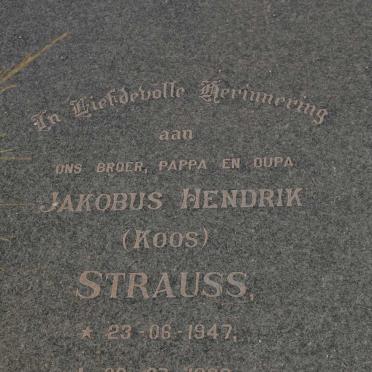 In Liefdevolle Herinnering
aan
ONS BROER, PAPPA EN OUPA
JAKOBUS HENDRIK
(KOOS)
STRAUSS,
* 23-06-1947,